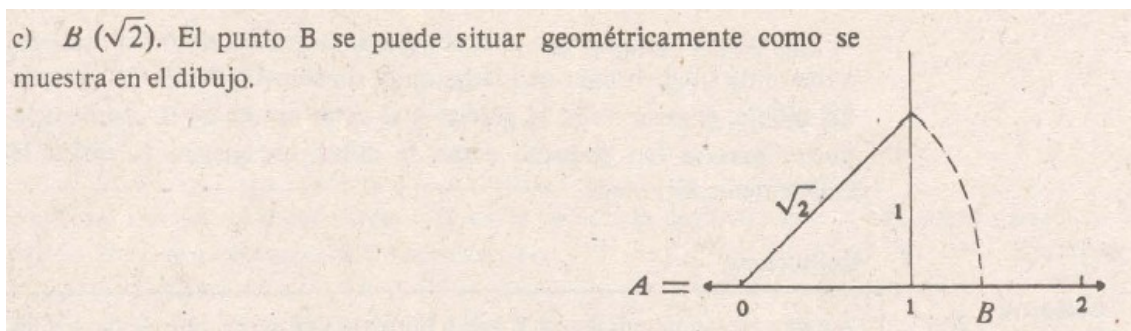 c) B (√2). El punto B se puede situar geométricamente como se
muestra en el dibujo.
√2
1
A =
0
1
B
2